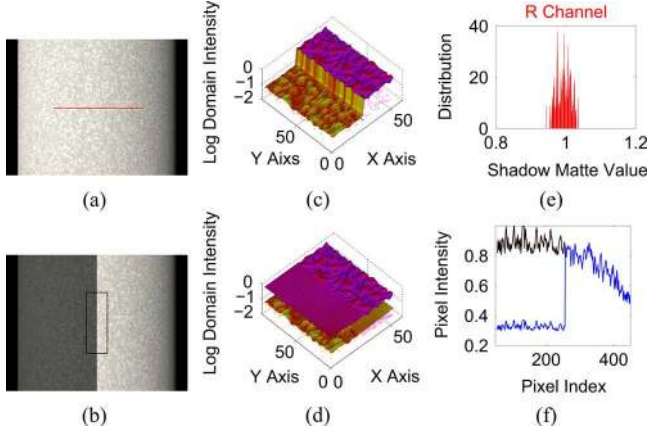 R Channel
Log Domain Intensity
0
-1
-2
50
0 0
50
Y Aixs
X Axis
Distribution
40
20
0
0.8
1
1.2
Shadow Matte Value
(a)
(c)
(e)
Log Domain Intensity
0
-1
-2
50
0 0
50
Y Axis
X Axis
Pixel Intensity
0.8
0.6
0.4
0.2
200
400
Pixel Index
(b)
(d)
(f)